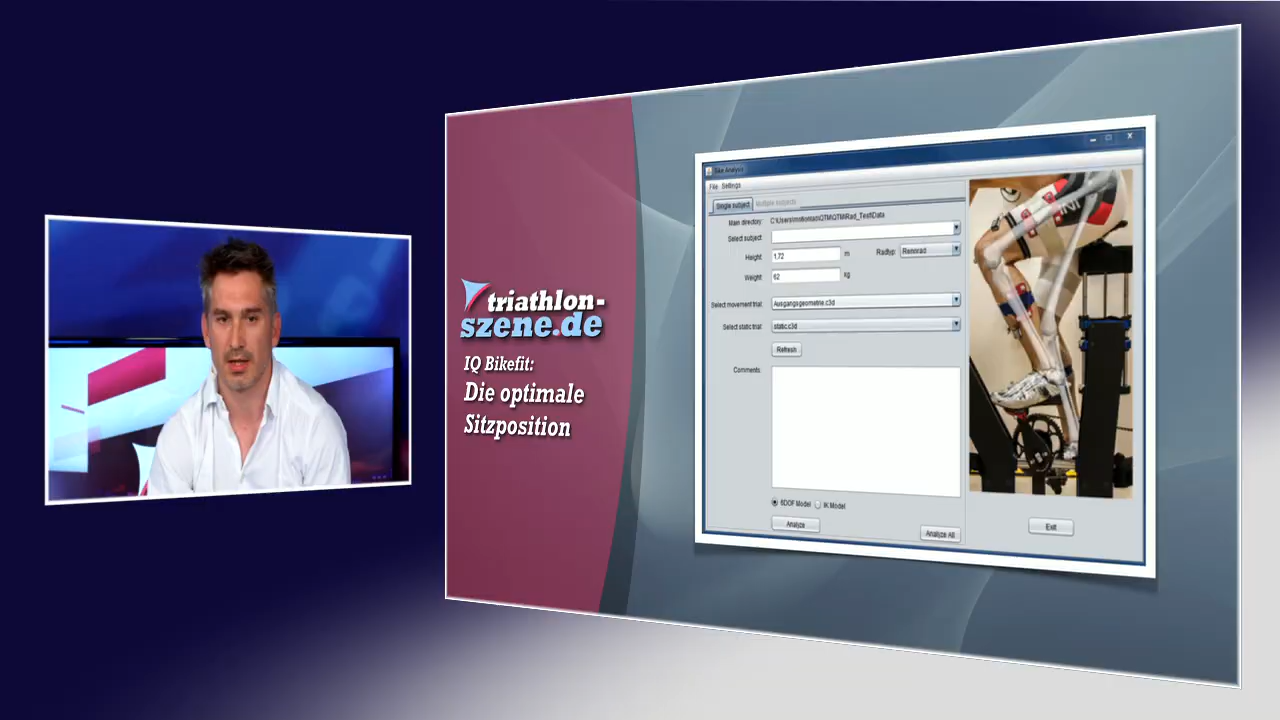 triathlon-
szene.de
IQ Bikefit:
Die optimale
Sitzposition
Bike Analysis
File Settings
Single subject Multiple subjects
Main directory:
Select subject:
Height: 1,72 m Radtyp: Rennrad
Weight: 62 kg
Select movement trial: Ausgangsgeometrie.c3d
Select static trial: static.c3d
Refresh
Comments:
6DOF Model IK Model
Analyze
Analyze All
Exit